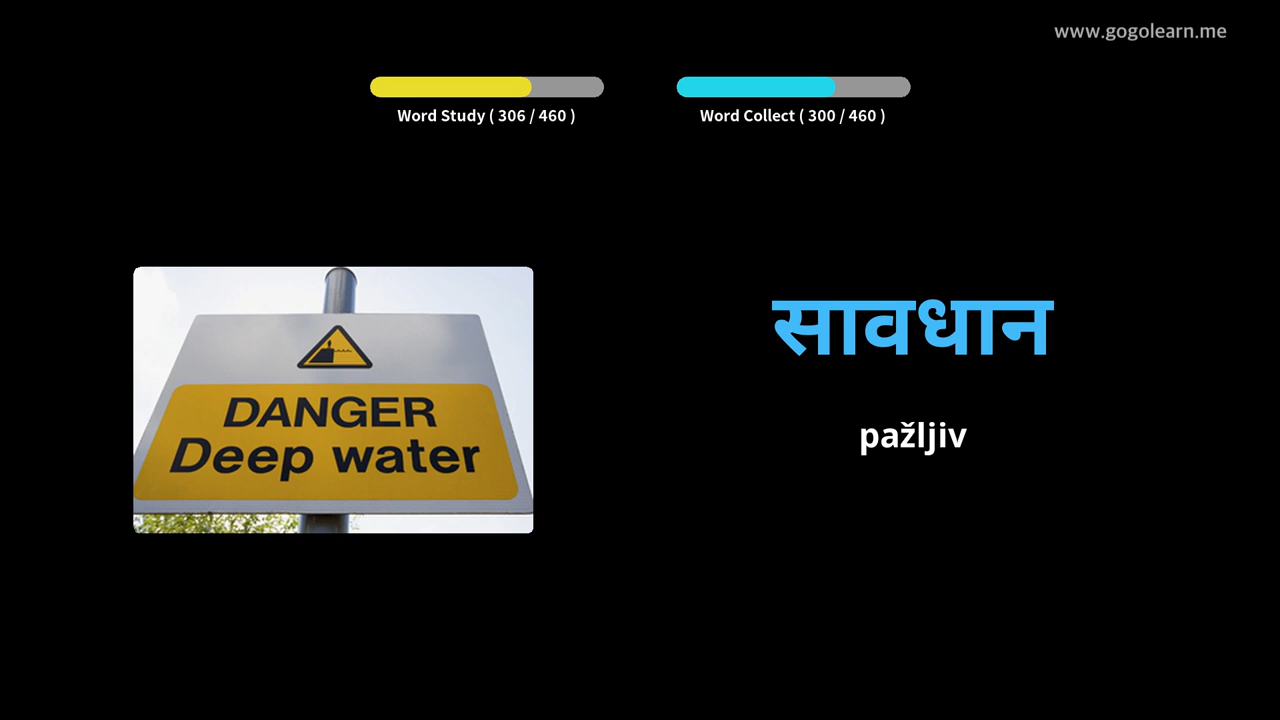 www.gogolearn.me
Word Study ( 306 / 460 )
Word Collect ( 300 / 460 )
DANGER
Deep water
सावधान
pažljiv